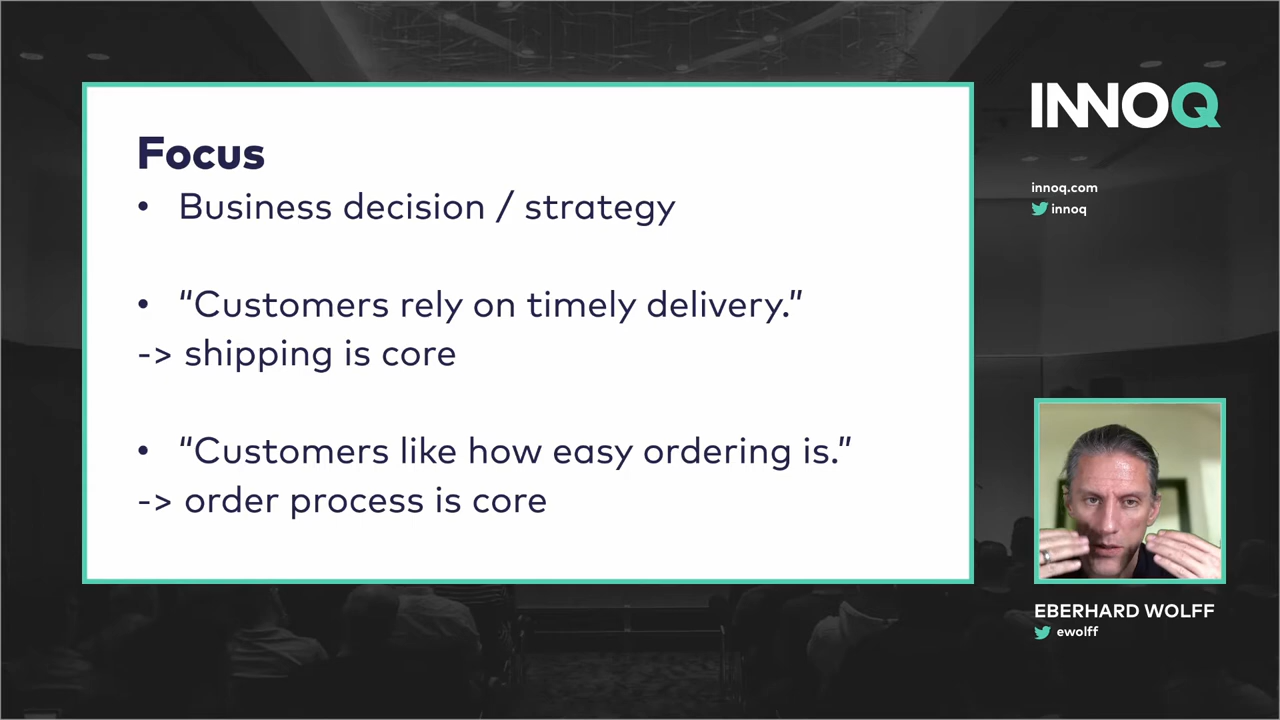 Focus
• Business decision / strategy
• “Customers rely on timely delivery.”
-> shipping is core
• “Customers like how easy ordering is.”
-> order process is core
INNOQ
innoq.com
innoq
EBERHARD WOLFF
ewolff